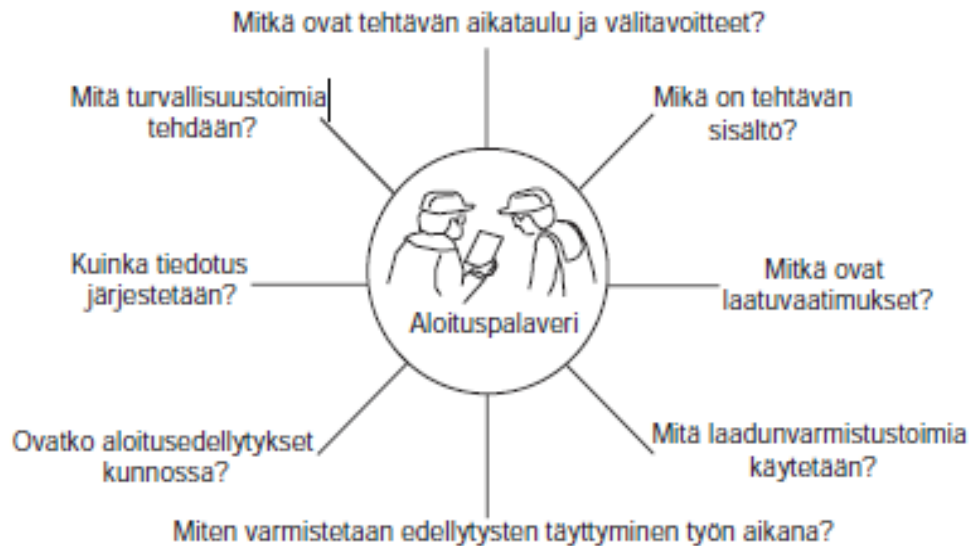 Mitkä ovat tehtävän aikataulu ja välitavoitteet?
Mitä turvallisuustoimia
tehdään?
Mikä on tehtävän
sisältö?
Kuinka tiedotus
järjestetään?
Mitkä ovat
laatuvaatimukset?
Aloituspalaveri
Ovatko aloitusedellytykset
kunnossa?
Mitä laadunvarmistustoimia
käytetään?
Miten varmistetaan edellytysten täyttyminen työn aikana?